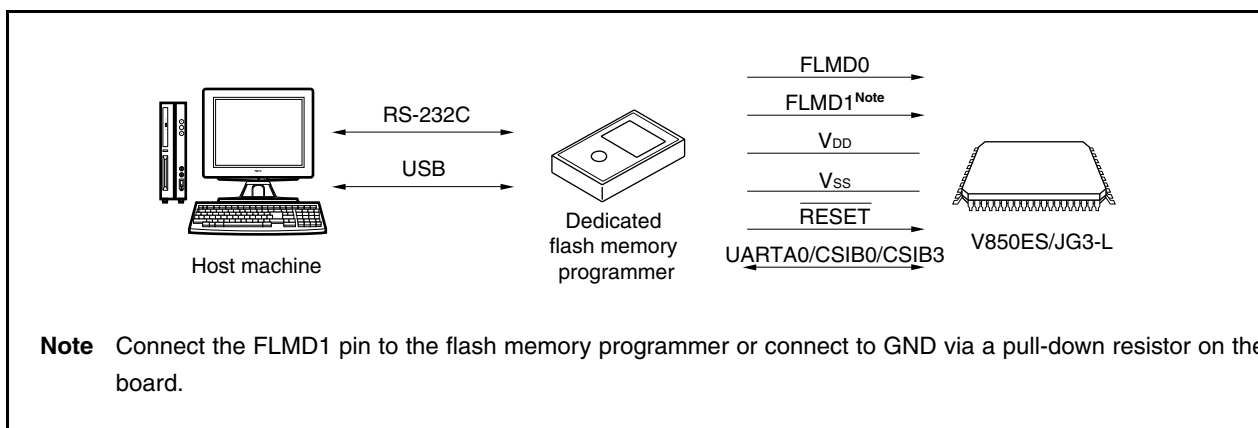 FLMD0
FLMD1Note
RS-232C
VDD
USB
VSS
RESET
Dedicated
flash memory
programmer
V850ES/JG3-L
UARTA0/CSIB0/CSIB3
Host machine
Note Connect the FLMD1 pin to the flash memory programmer or connect to GND via a pull-down resistor on the
board.